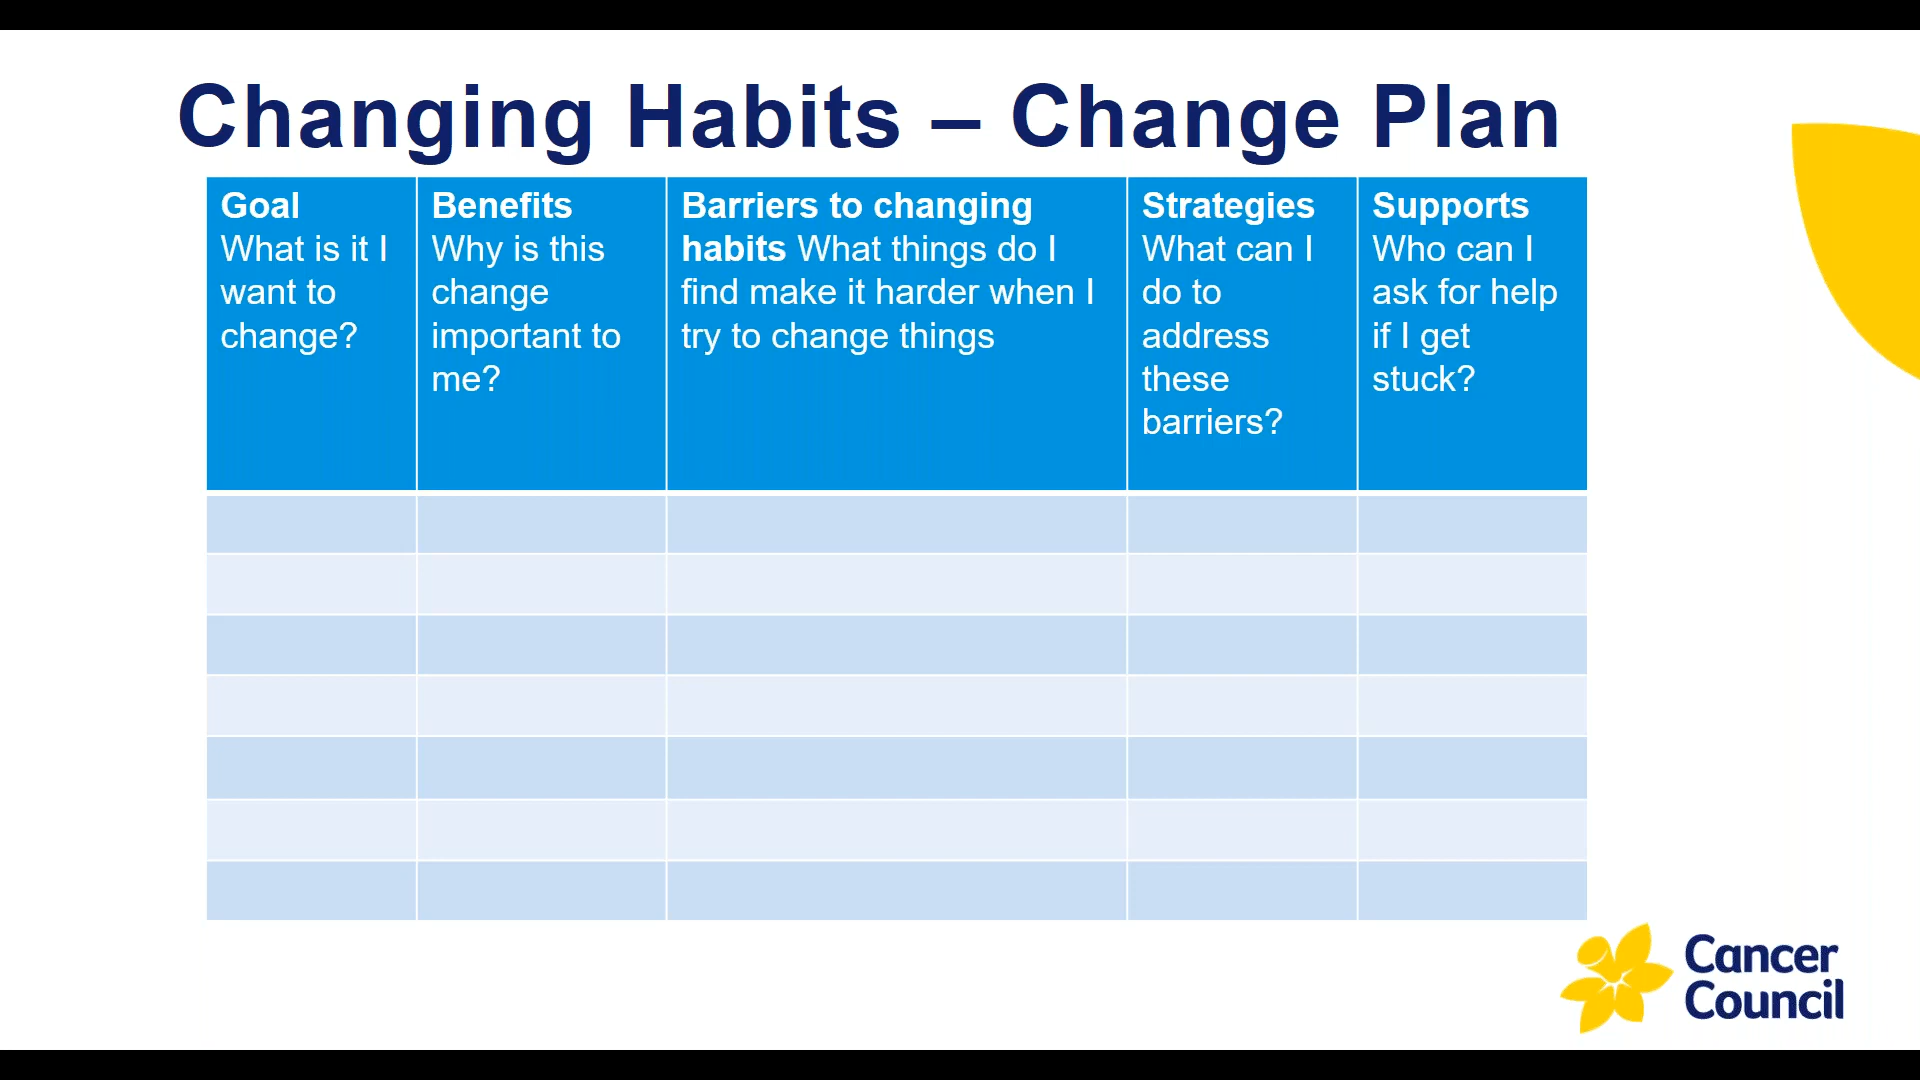 Changing Habits – Change Plan
Goal
What is it I
want to
change?
Benefits
Why is this
change
important to
me?
Barriers to changing
habits What things do I
find make it harder when I
try to change things
Strategies
What can I
do to
address
these
barriers?
Supports
Who can I
ask for help
if I get
stuck?
Cancer
Council